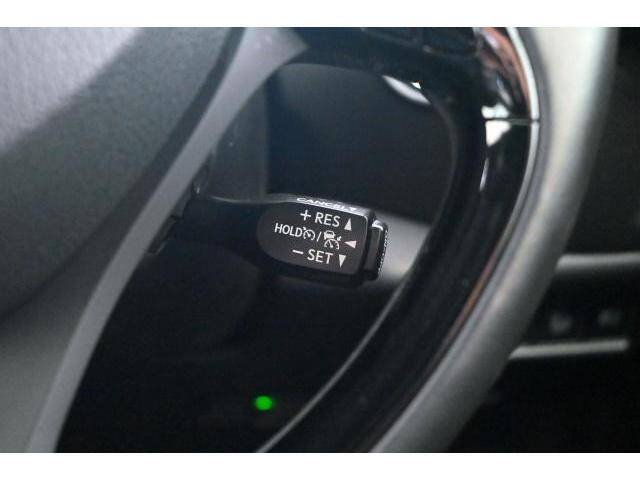 CANCEL
+ RES ▲
HOLD / ◀
− SET ▼